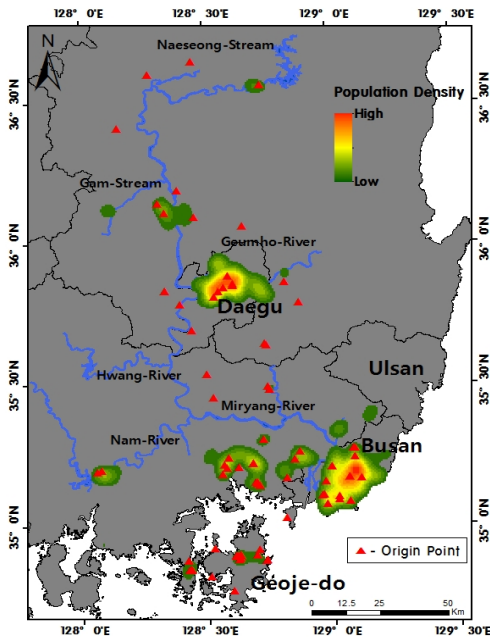 128° 0'E
128° 30'E
129° 0'E
129° 30'E
N
Naeseong-Stream
36° 30'N
36° 30'N
Population Density
High
Low
Gam-Stream
36° 0'N
Geumho-River
36° 0'N
Daegu
35° 30'N
Hwang-River
Ulsan
35° 30'N
Miryang-River
Nam-River
Busan
35° 0'N
35° 0'N
- Origin Point
Geoje-do
0 12.5 25 50
Km
128° 0'E
128° 30'E
129° 0'E
129° 30'E